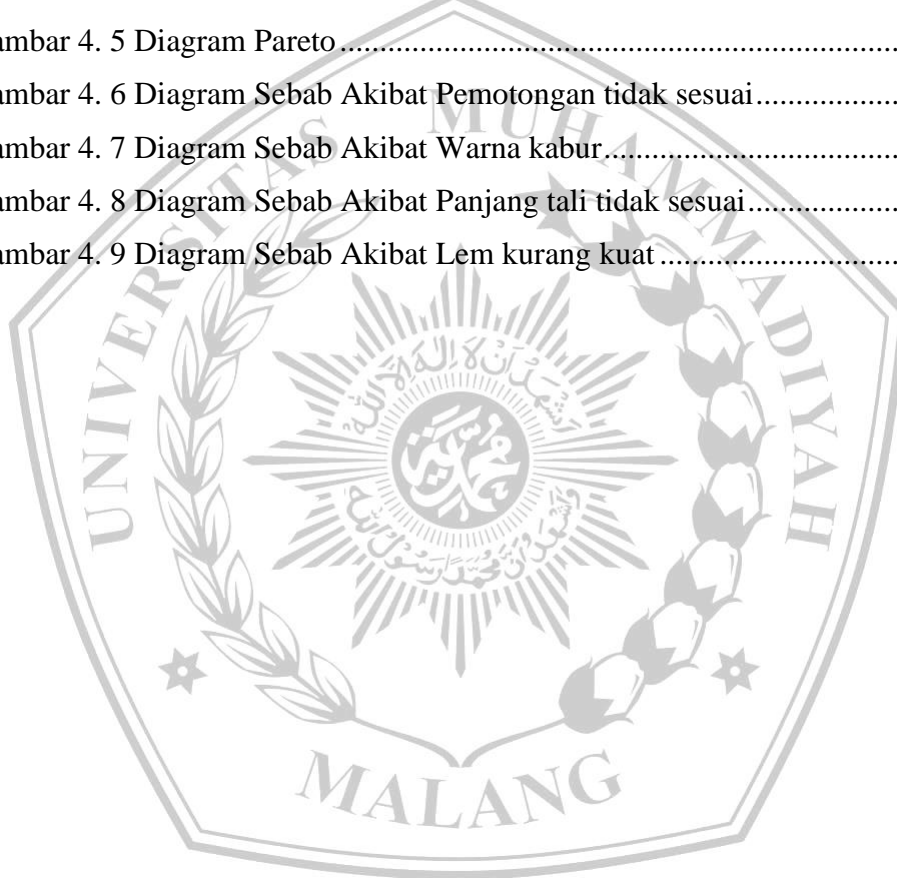 ambar 4. 5 Diagram Pareto..................................................................
ambar 4. 6 Diagram Sebab Akibat Pemotongan tidak sesuai..................
ambar 4. 7 Diagram Sebab Akibat Warna kabur.....................................
ambar 4. 8 Diagram Sebab Akibat Panjang tali tidak sesuai...................
ambar 4. 9 Diagram Sebab Akibat Lem kurang kuat..............................
UNIVERSITAS MUHAMMADIYAH
MALANG